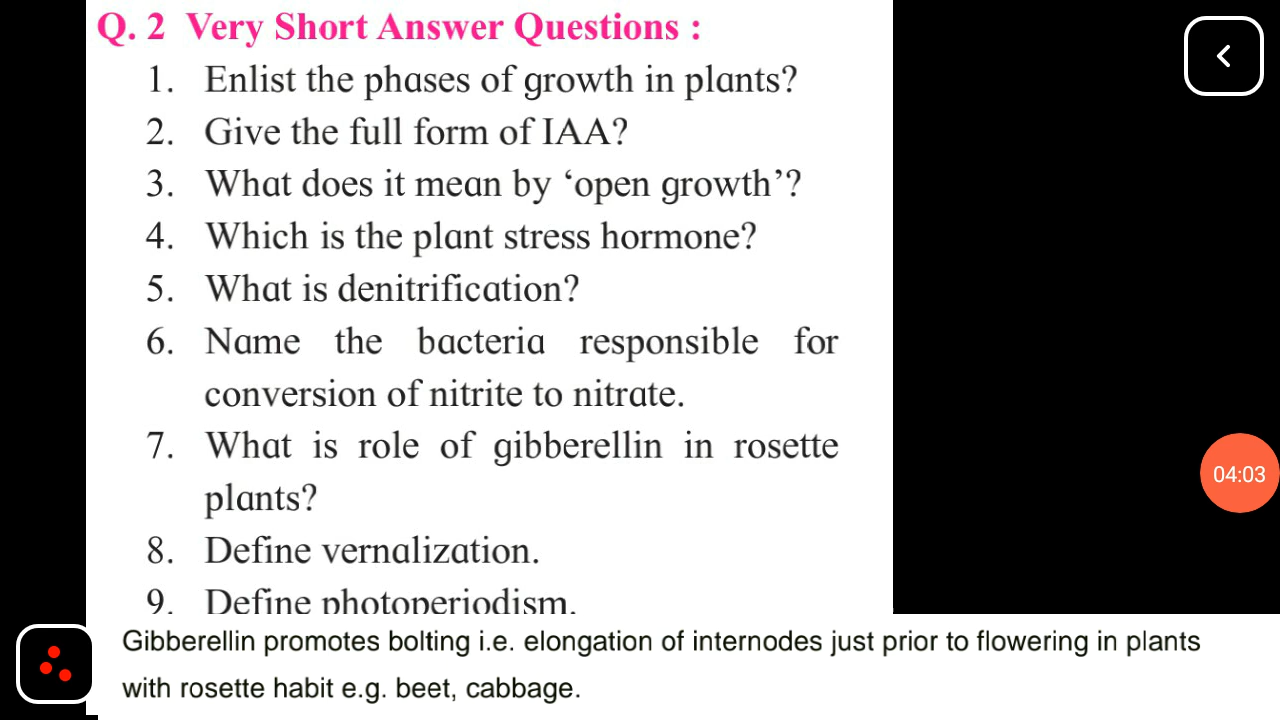 Q. 2 Very Short Answer Questions :
1. Enlist the phases of growth in plants?
2. Give the full form of IAA?
3. What does it mean by ‘open growth’?
4. Which is the plant stress hormone?
5. What is denitrification?
6. Name the bacteria responsible for
conversion of nitrite to nitrate.
7. What is role of gibberellin in rosette
plants?
8. Define vernalization.
9. Define photoperiodism.
04:03
Gibberellin promotes bolting i.e. elongation of internodes just prior to flowering in plants
with rosette habit e.g. beet, cabbage.